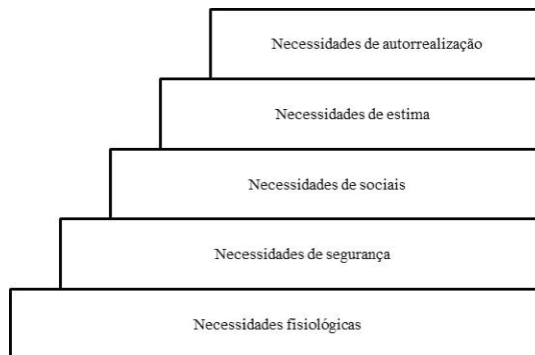 Necessidades de autorrealização
Necessidades de estima
Necessidades de sociais
Necessidades de segurança
Necessidades fisiológicas